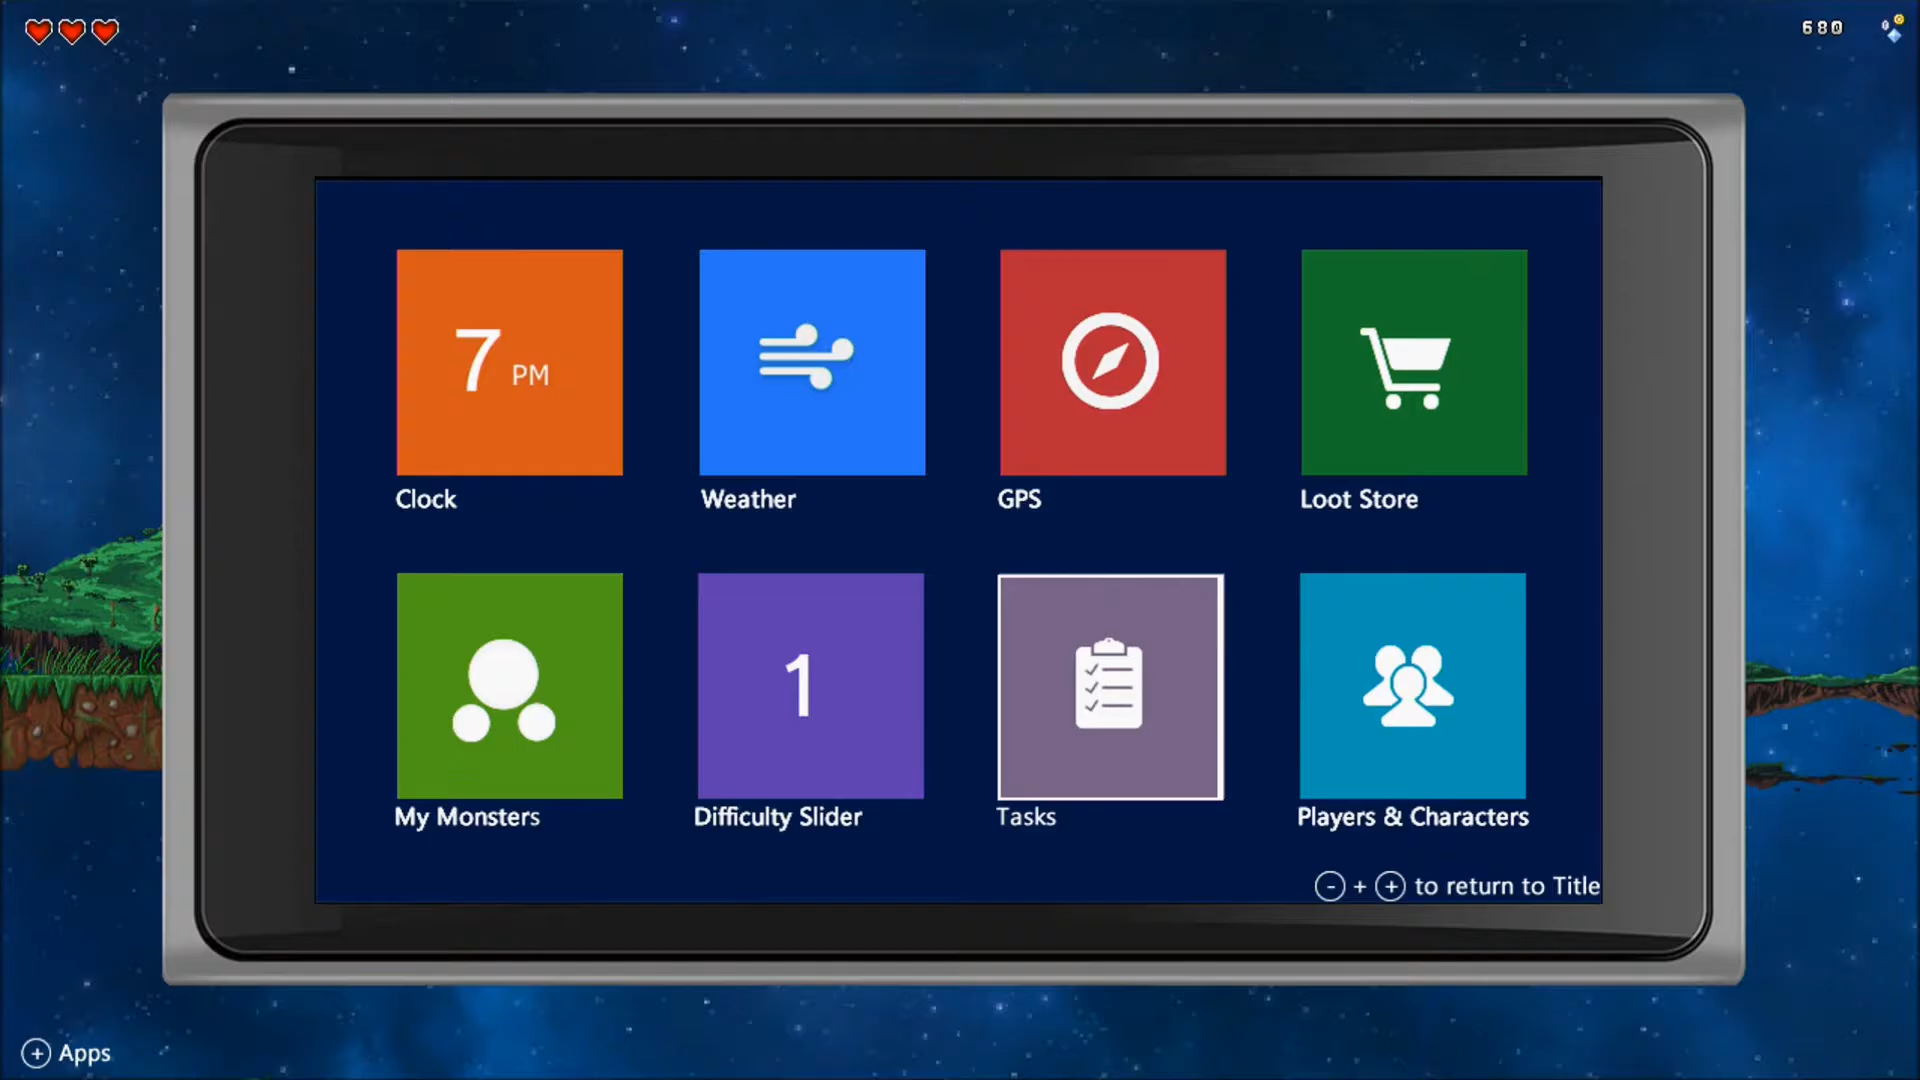 680
7 PM
Clock
Weather
GPS
Loot Store
1
My Monsters
Difficulty Slider
Tasks
Players & Characters
- + + to return to Title
+ Apps